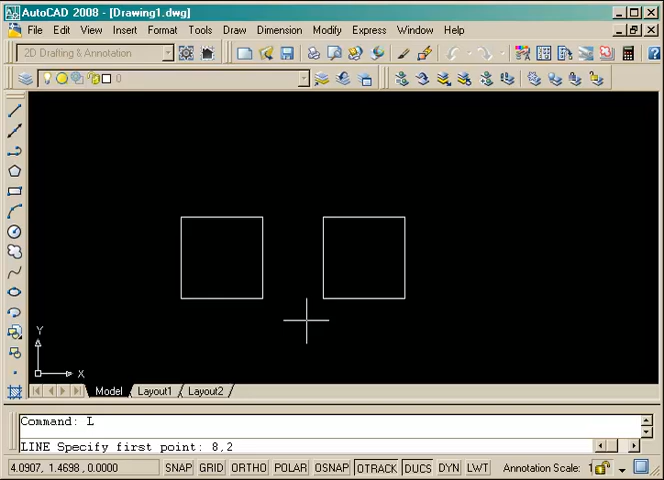 AutoCAD 2008 - [Drawing1.dwg]
File Edit View Insert Format Tools Draw Dimension Modify Express Window Help
2D Drafting & Annotation
0
Y
X
Model Layout1 Layout2
Command: L
LINE Specify first point: 8,2
4.0907, 1.4698, 0.0000 SNAP GRID ORTHO POLAR OSNAP OTRACK DUCS DYN LWT Annotation Scale: 1